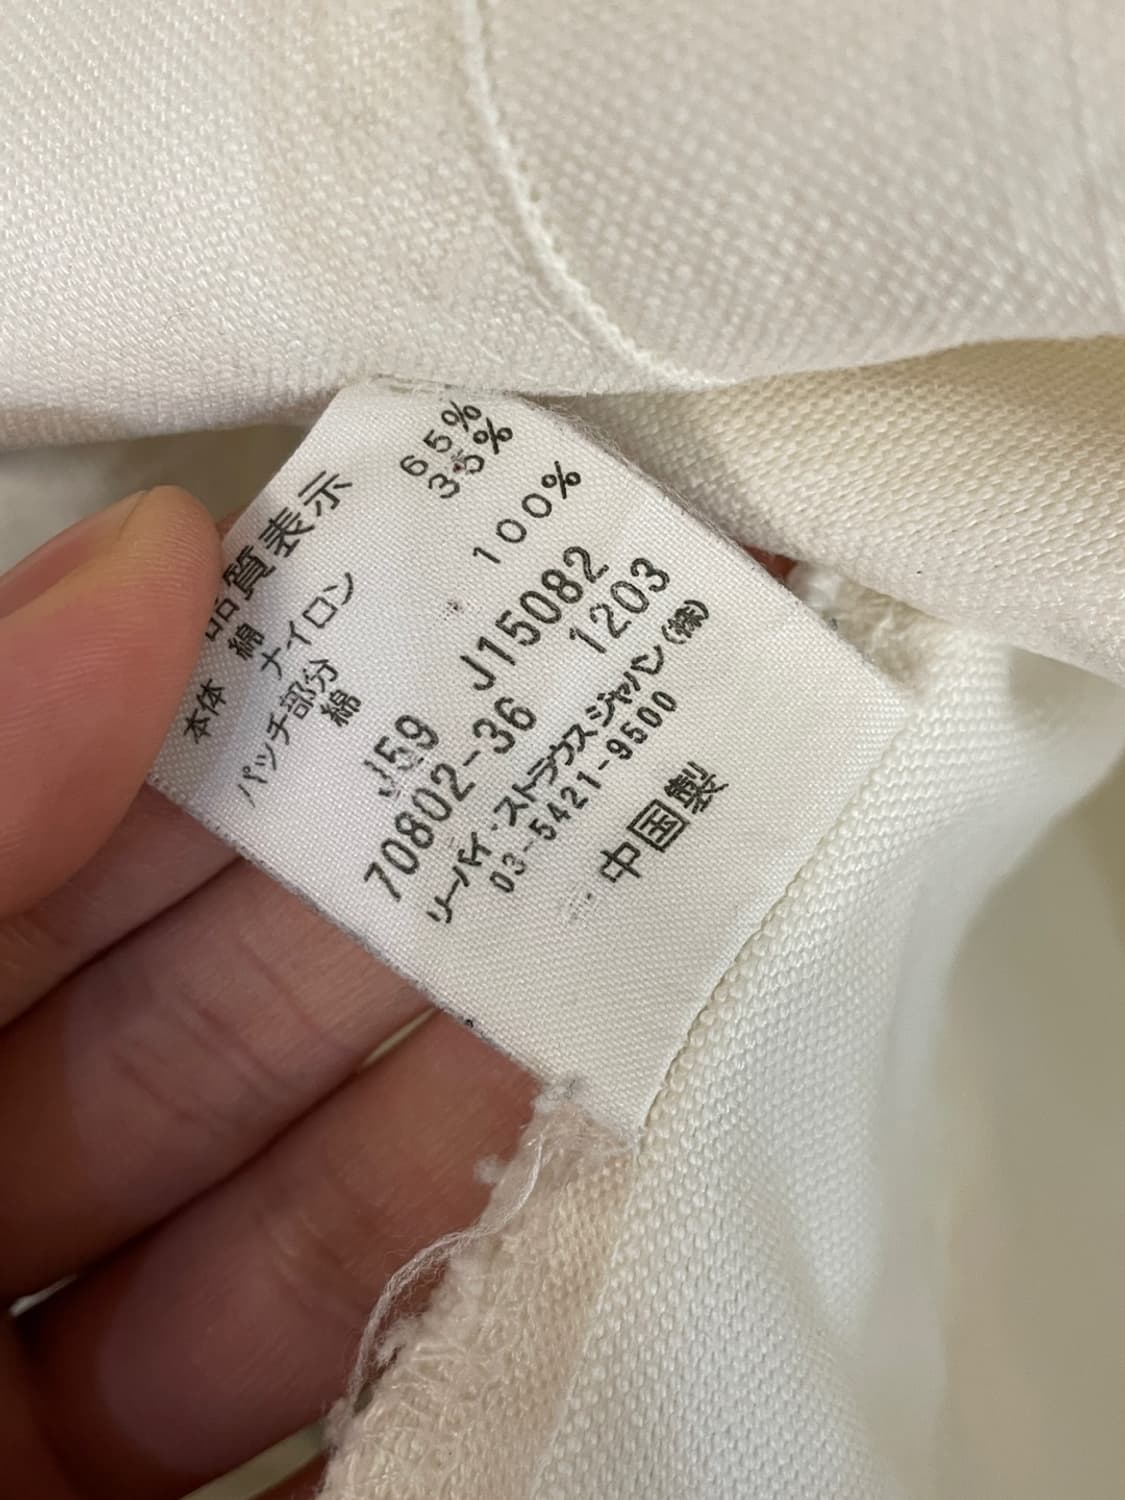 品質表示
本体 綿 65%
ナイロン 35%
パッチ部分
綿 100%
J59 J15082
70802-36 1203
リーバイ・ストラウスジャパン(株)
03-5421-9500
中国製